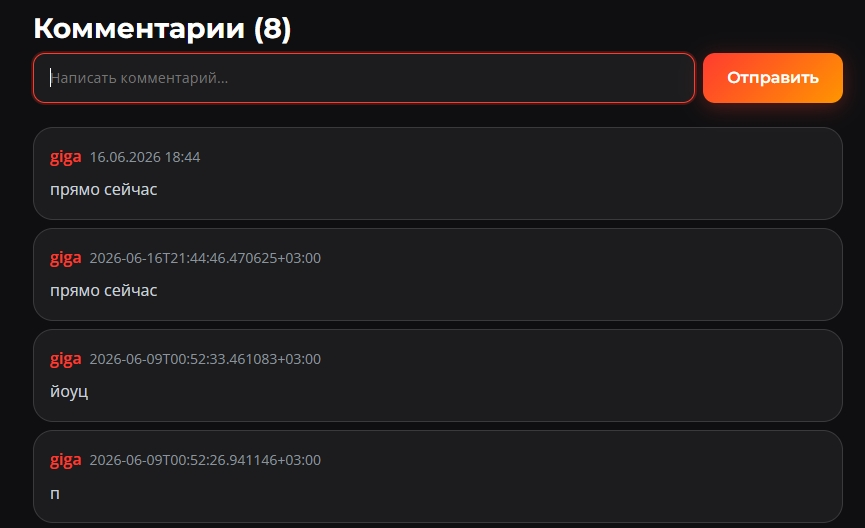 Комментарии (8)
Написать комментарий...
Отправить
giga 16.06.2026 18:44
прямо сейчас
giga 2026-06-16T21:44:46.470625+03:00
прямо сейчас
giga 2026-06-09T00:52:33.461083+03:00
йоуц
giga 2026-06-09T00:52:26.941146+03:00
п